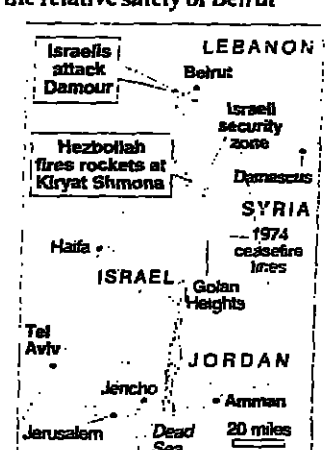 the relative safety of Beirut
LEBANON
Israelis
attack
Damour
Beirut
Israeli
security
zone
Hezbollah
fires rockets at
Kiryat Shmona
Damascus
SYRIA
1974
ceasefire
lines
Haifa
ISRAEL
Golan
Heights
Tel
Aviv
JORDAN
Jericho
Amman
Jerusalem
Dead
Sea
20 miles